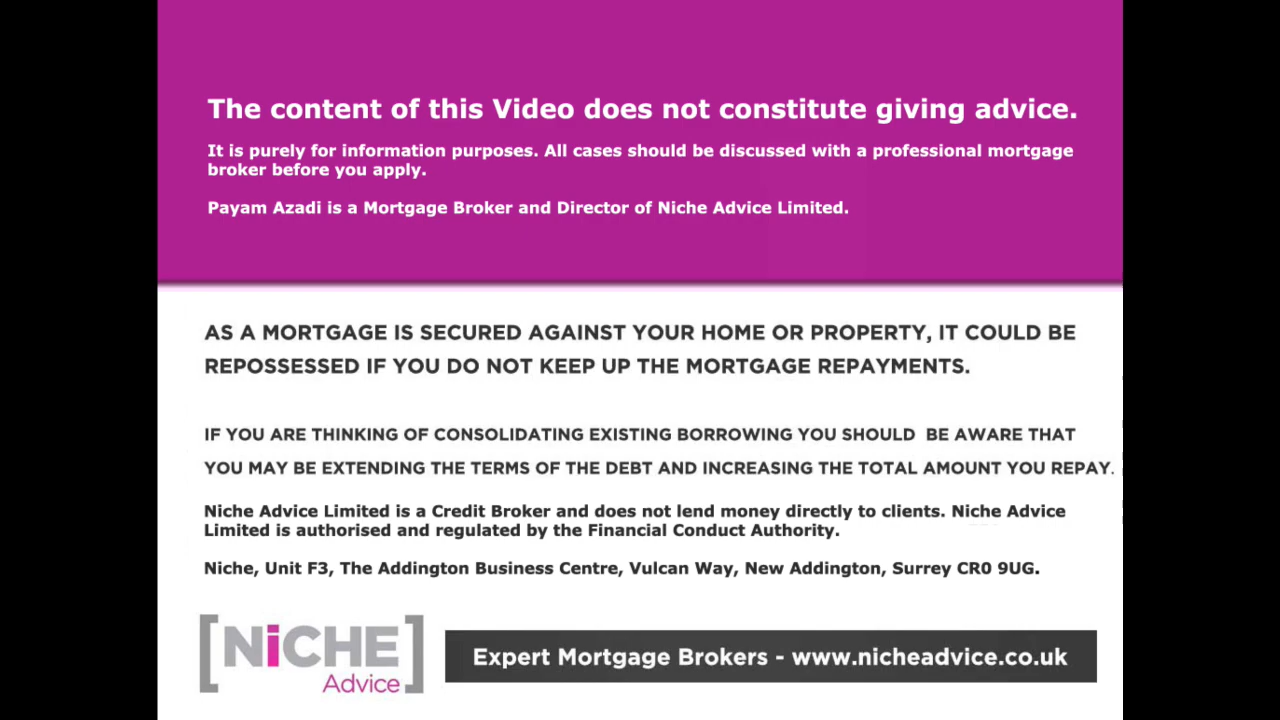 The content of this Video does not constitute giving advice.
It is purely for information purposes. All cases should be discussed with a professional mortgage
broker before you apply.
Payam Azadi is a Mortgage Broker and Director of Niche Advice Limited.
AS A MORTGAGE IS SECURED AGAINST YOUR HOME OR PROPERTY, IT COULD BE
REPOSSESSED IF YOU DO NOT KEEP UP THE MORTGAGE REPAYMENTS.
IF YOU ARE THINKING OF CONSOLIDATING EXISTING BORROWING YOU SHOULD BE AWARE THAT
YOU MAY BE EXTENDING THE TERMS OF THE DEBT AND INCREASING THE TOTAL AMOUNT YOU REPAY.
Niche Advice Limited is a Credit Broker and does not lend money directly to clients. Niche Advice
Limited is authorised and regulated by the Financial Conduct Authority.
Niche, Unit F3, The Addington Business Centre, Vulcan Way, New Addington, Surrey CR0 9UG.
[NiCHE]
Advice
Expert Mortgage Brokers - www.nicheadvice.co.uk